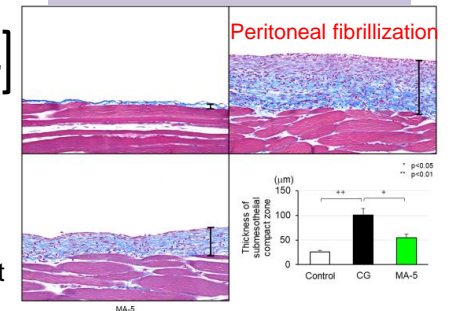 Peritoneal fibrillization
]
* p<0.05
** p<0.01
(μm)
150
100
50
0
Thickness of
submesothelial
compact zone
++
+
Control CG MA-5
t
MA-5